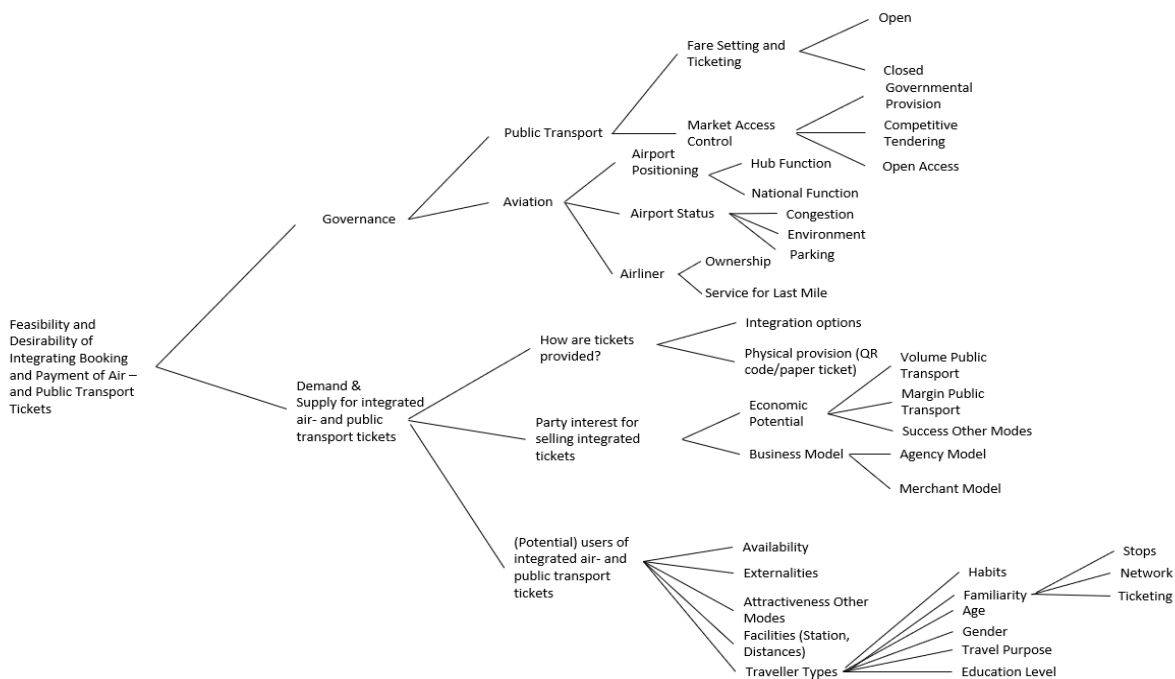 Feasibility and
Desirability of
Integrating Booking
and Payment of Air –
and Public Transport
Tickets
Governance
Public Transport
Fare Setting and
Ticketing
Open
Closed
Market Access
Control
Governmental
Provision
Competitive
Tendering
Open Access
Aviation
Airport
Positioning
Hub Function
National Function
Airport Status
Congestion
Environment
Parking
Airliner
Ownership
Service for Last Mile
Demand &
Supply for integrated
air- and public
transport tickets
How are tickets
provided?
Integration options
Physical provision (QR
code/paper ticket)
Party interest for
selling integrated
tickets
Economic
Potential
Volume Public
Transport
Margin Public
Transport
Success Other Modes
Business Model
Agency Model
Merchant Model
(Potential) users of
integrated air- and
public transport
tickets
Availability
Externalities
Attractiveness Other
Modes
Facilities (Station,
Distances)
Traveller Types
Habits
Familiarity
Stops
Network
Ticketing
Age
Gender
Travel Purpose
Education Level